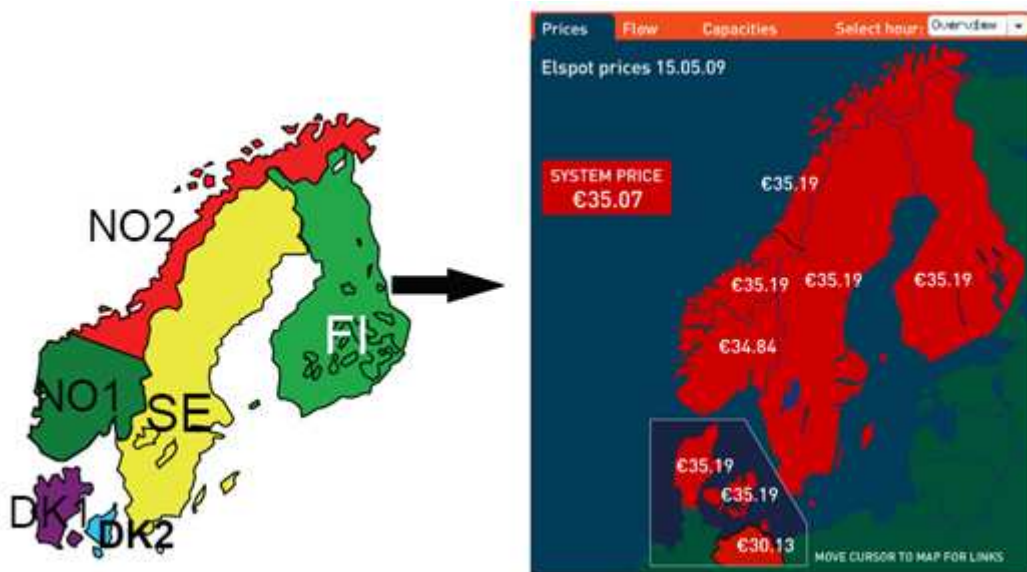 NO2
NO1
SE
FI
DK1
DK2
Prices Flow Capacities Select hour: Overview
Elspot prices 15.05.09
SYSTEM PRICE
€35.07
€35.19
€35.19 €35.19 €35.19
€34.84
€35.19
€35.19
€30.13
MOVE CURSOR TO MAP FOR LINKS